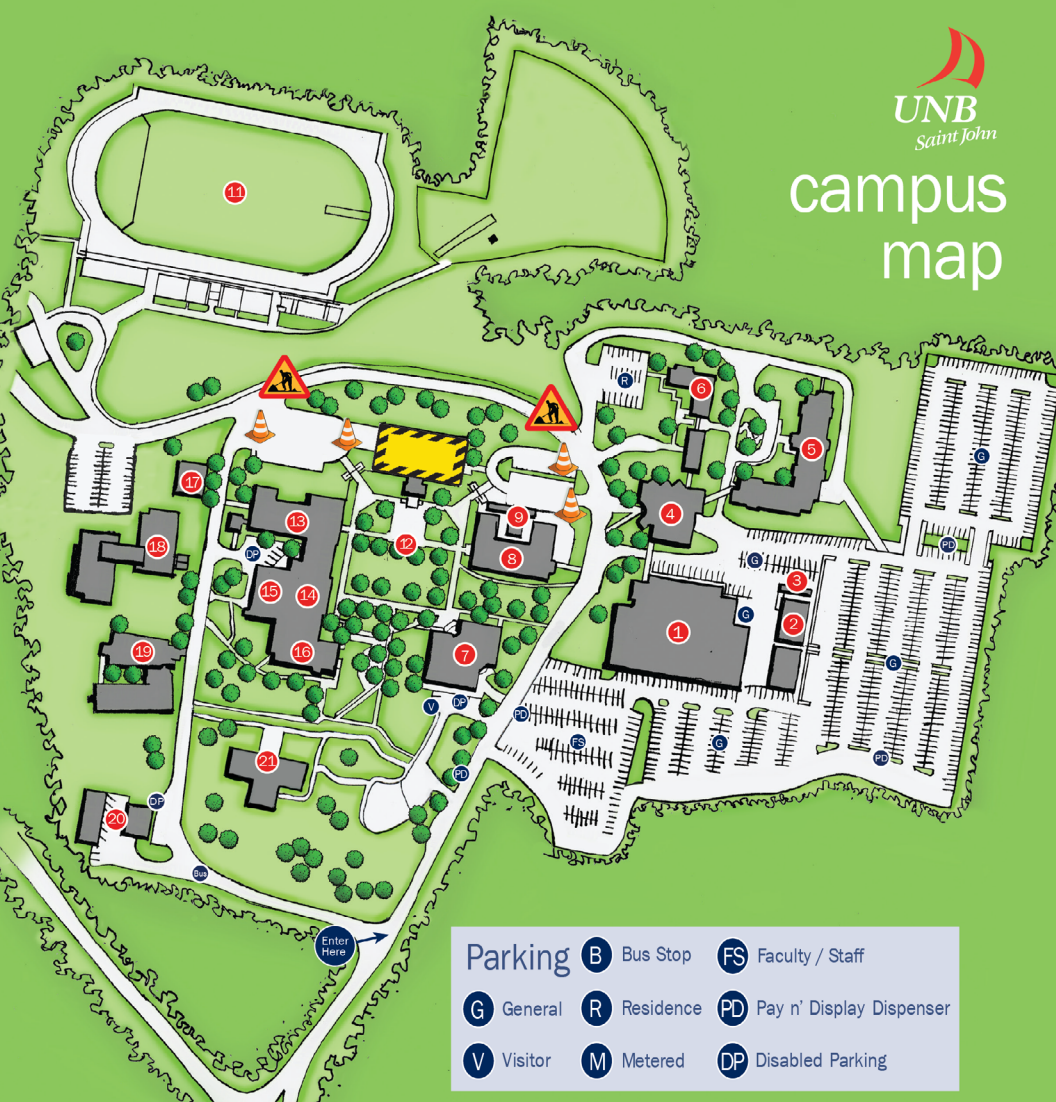 UNB
Saint John
campus
map
11
R
6
5
G
17
13
9
4
PD
18
DP
12
8
G
3
15
14
G
2
1
19
16
7
G
V
DP
PD
FS
G
PD
21
PD
DP
20
Bus
Enter
Here
Parking
B Bus Stop
FS Faculty / Staff
G General
R Residence
PD Pay n' Display Dispenser
V Visitor
M Metered
DP Disabled Parking